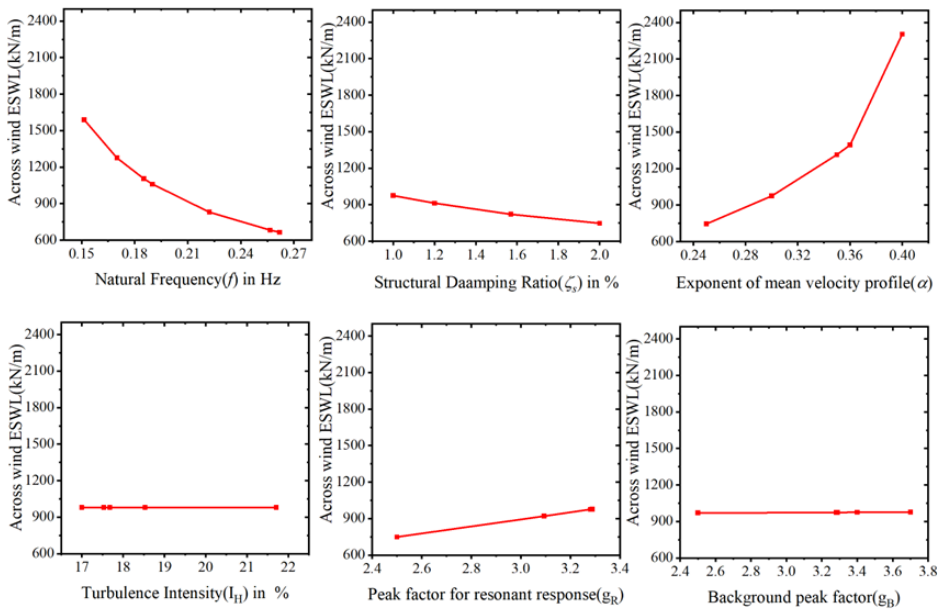 Across wind ESWL(kN/m)
2400
2100
1800
1500
1200
900
600
0.15 0.18 0.21 0.24 0.27
Natural Frequency(f) in Hz
Across wind ESWL(kN/m)
2400
2100
1800
1500
1200
900
600
1.0 1.2 1.4 1.6 1.8 2.0
Structural Daamping Ratio(ζs) in %
Across wind ESWL(kN/m)
2400
2100
1800
1500
1200
900
600
0.24 0.28 0.32 0.36 0.40
Exponent of mean velocity profile(α)
Across wind ESWL(kN/m)
2400
2100
1800
1500
1200
900
600
17 18 19 20 21 22
Turbulence Intensity(IH) in %
Across wind ESWL(kN/m)
2400
2100
1800
1500
1200
900
600
2.4 2.6 2.8 3.0 3.2 3.4
Peak factor for resonant response(gR)
Across wind ESWL(kN/m)
2400
2100
1800
1500
1200
900
600
2.4 2.6 2.8 3.0 3.2 3.4 3.6 3.8
Background peak factor(gB)